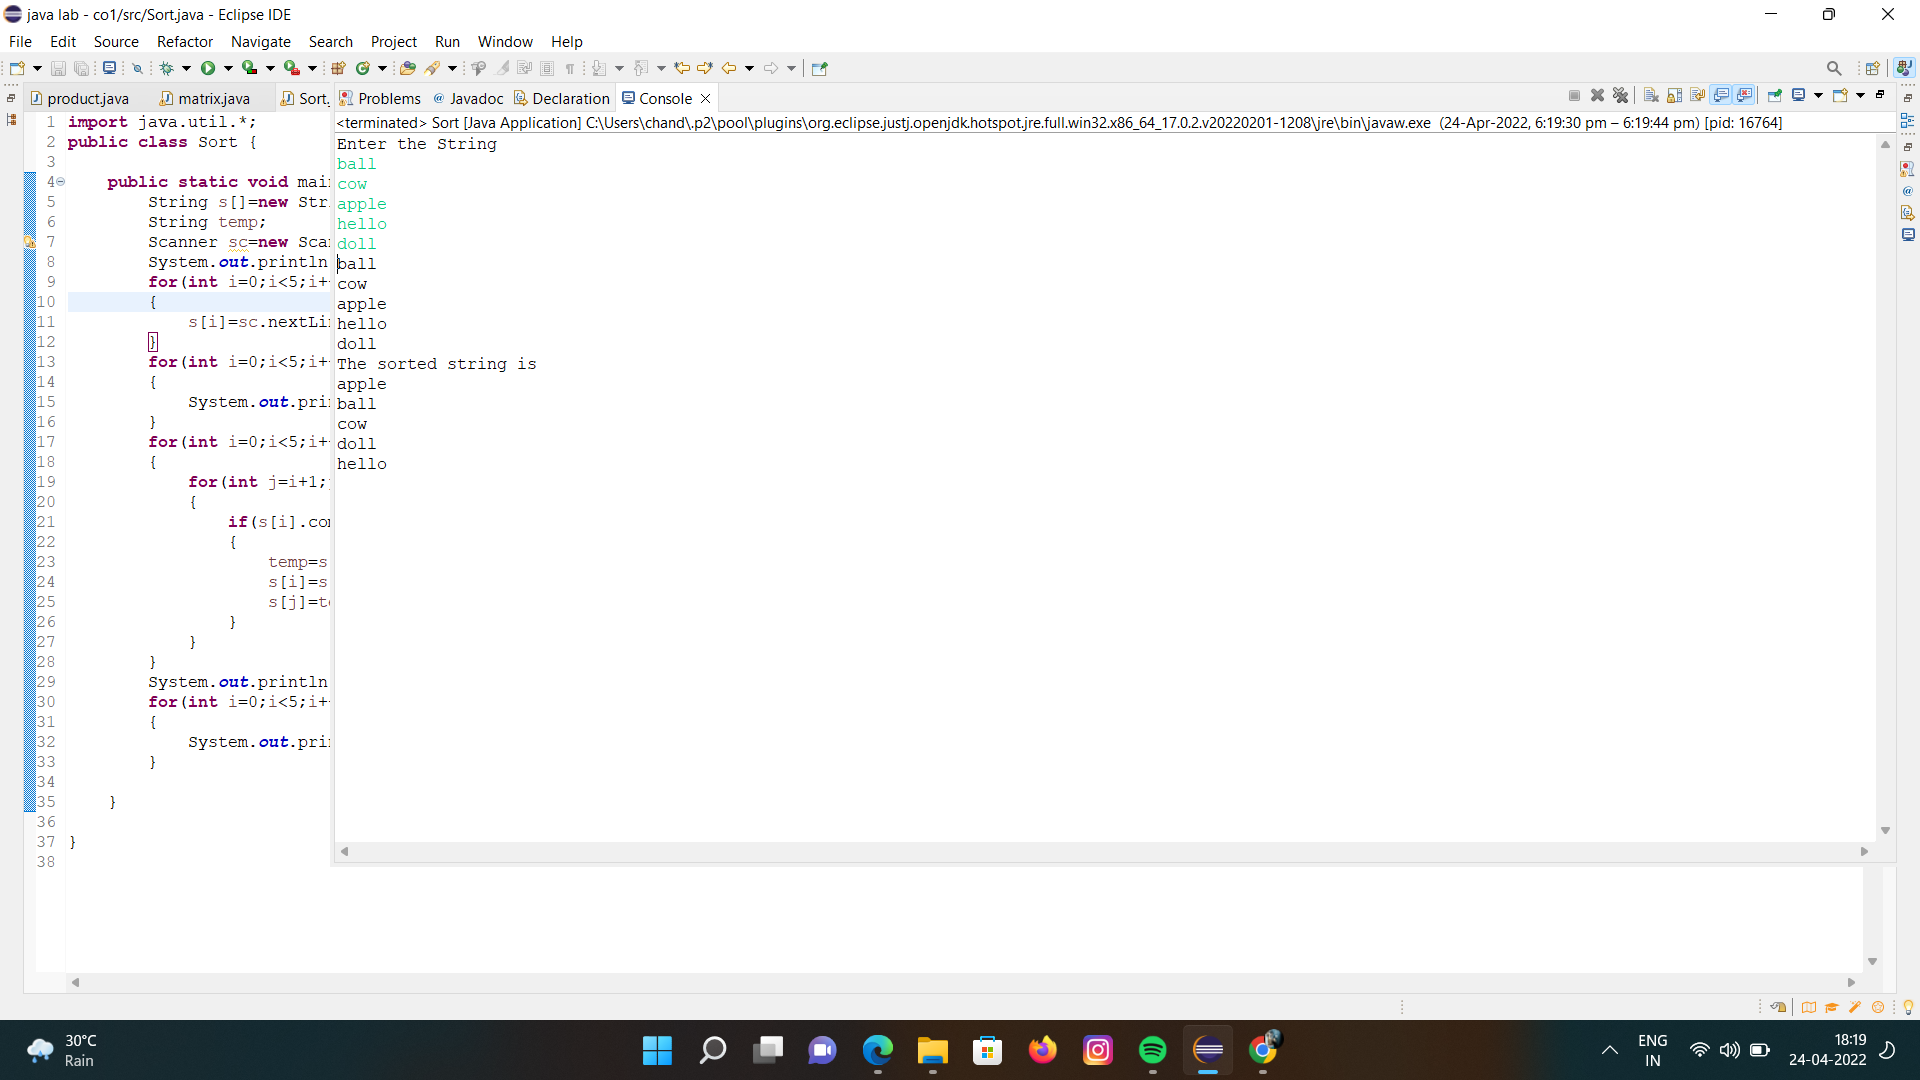 java lab - co1/src/Sort.java - Eclipse IDE
File Edit Source Refactor Navigate Search Project Run Window Help
product.java matrix.java Sort. Problems @ Javadoc Declaration Console
<terminated> Sort [Java Application] C:\Users\chand\.p2\pool\plugins\org.eclipse.justj.openjdk.hotspot.jre.full.win32.x86_64_17.0.2.v20220201-1208\jre\bin\javaw.exe (24-Apr-2022, 6:19:30 pm – 6:19:44 pm) [pid: 16764]
1 import java.util.*;
2 public class Sort {
3
4 public static void mai
5 String s[]=new Str
6 String temp;
7 Scanner sc=new Sca
8 System.out.println
9 for(int i=0;i<5;i+
10 {
11 s[i]=sc.nextLi
12 }
13 for(int i=0;i<5;i+
14 {
15 System.out.pri
16 }
17 for(int i=0;i<5;i+
18 {
19 for(int j=i+1;
20 {
21 if(s[i].co
22 {
23 temp=s
24 s[i]=s
25 s[j]=t
26 }
27 }
28 }
29 System.out.println
30 for(int i=0;i<5;i+
31 {
32 System.out.pri
33 }
34
35 }
36
37 }
38
Enter the String
ball
cow
apple
hello
doll
ball
cow
apple
hello
doll
The sorted string is
apple
ball
cow
doll
hello
30°C
Rain
ENG
IN
18:19
24-04-2022